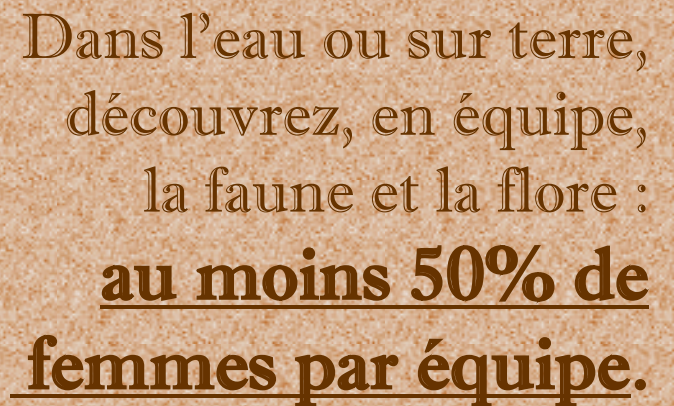 Dans l’eau ou sur terre,
découvrez, en équipe,
la faune et la flore :
au moins 50% de
femmes par équipe.